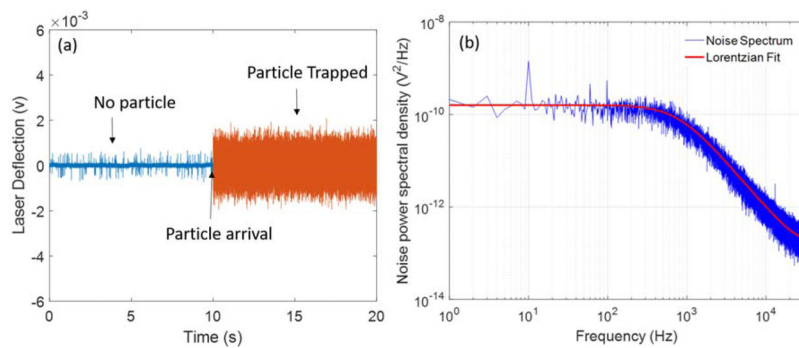 ×10⁻³
(a)
6
4
2
0
-2
-4
-6
Laser Deflection (v)
No particle
Particle Trapped
Particle arrival
0 5 10 15 20
Time (s)
(b)
Noise Spectrum
Lorentzian Fit
10⁻⁸
10⁻¹⁰
10⁻¹²
10⁻¹⁴
Noise power spectral density (V²/Hz)
10⁰ 10¹ 10² 10³ 10⁴
Frequency (Hz)